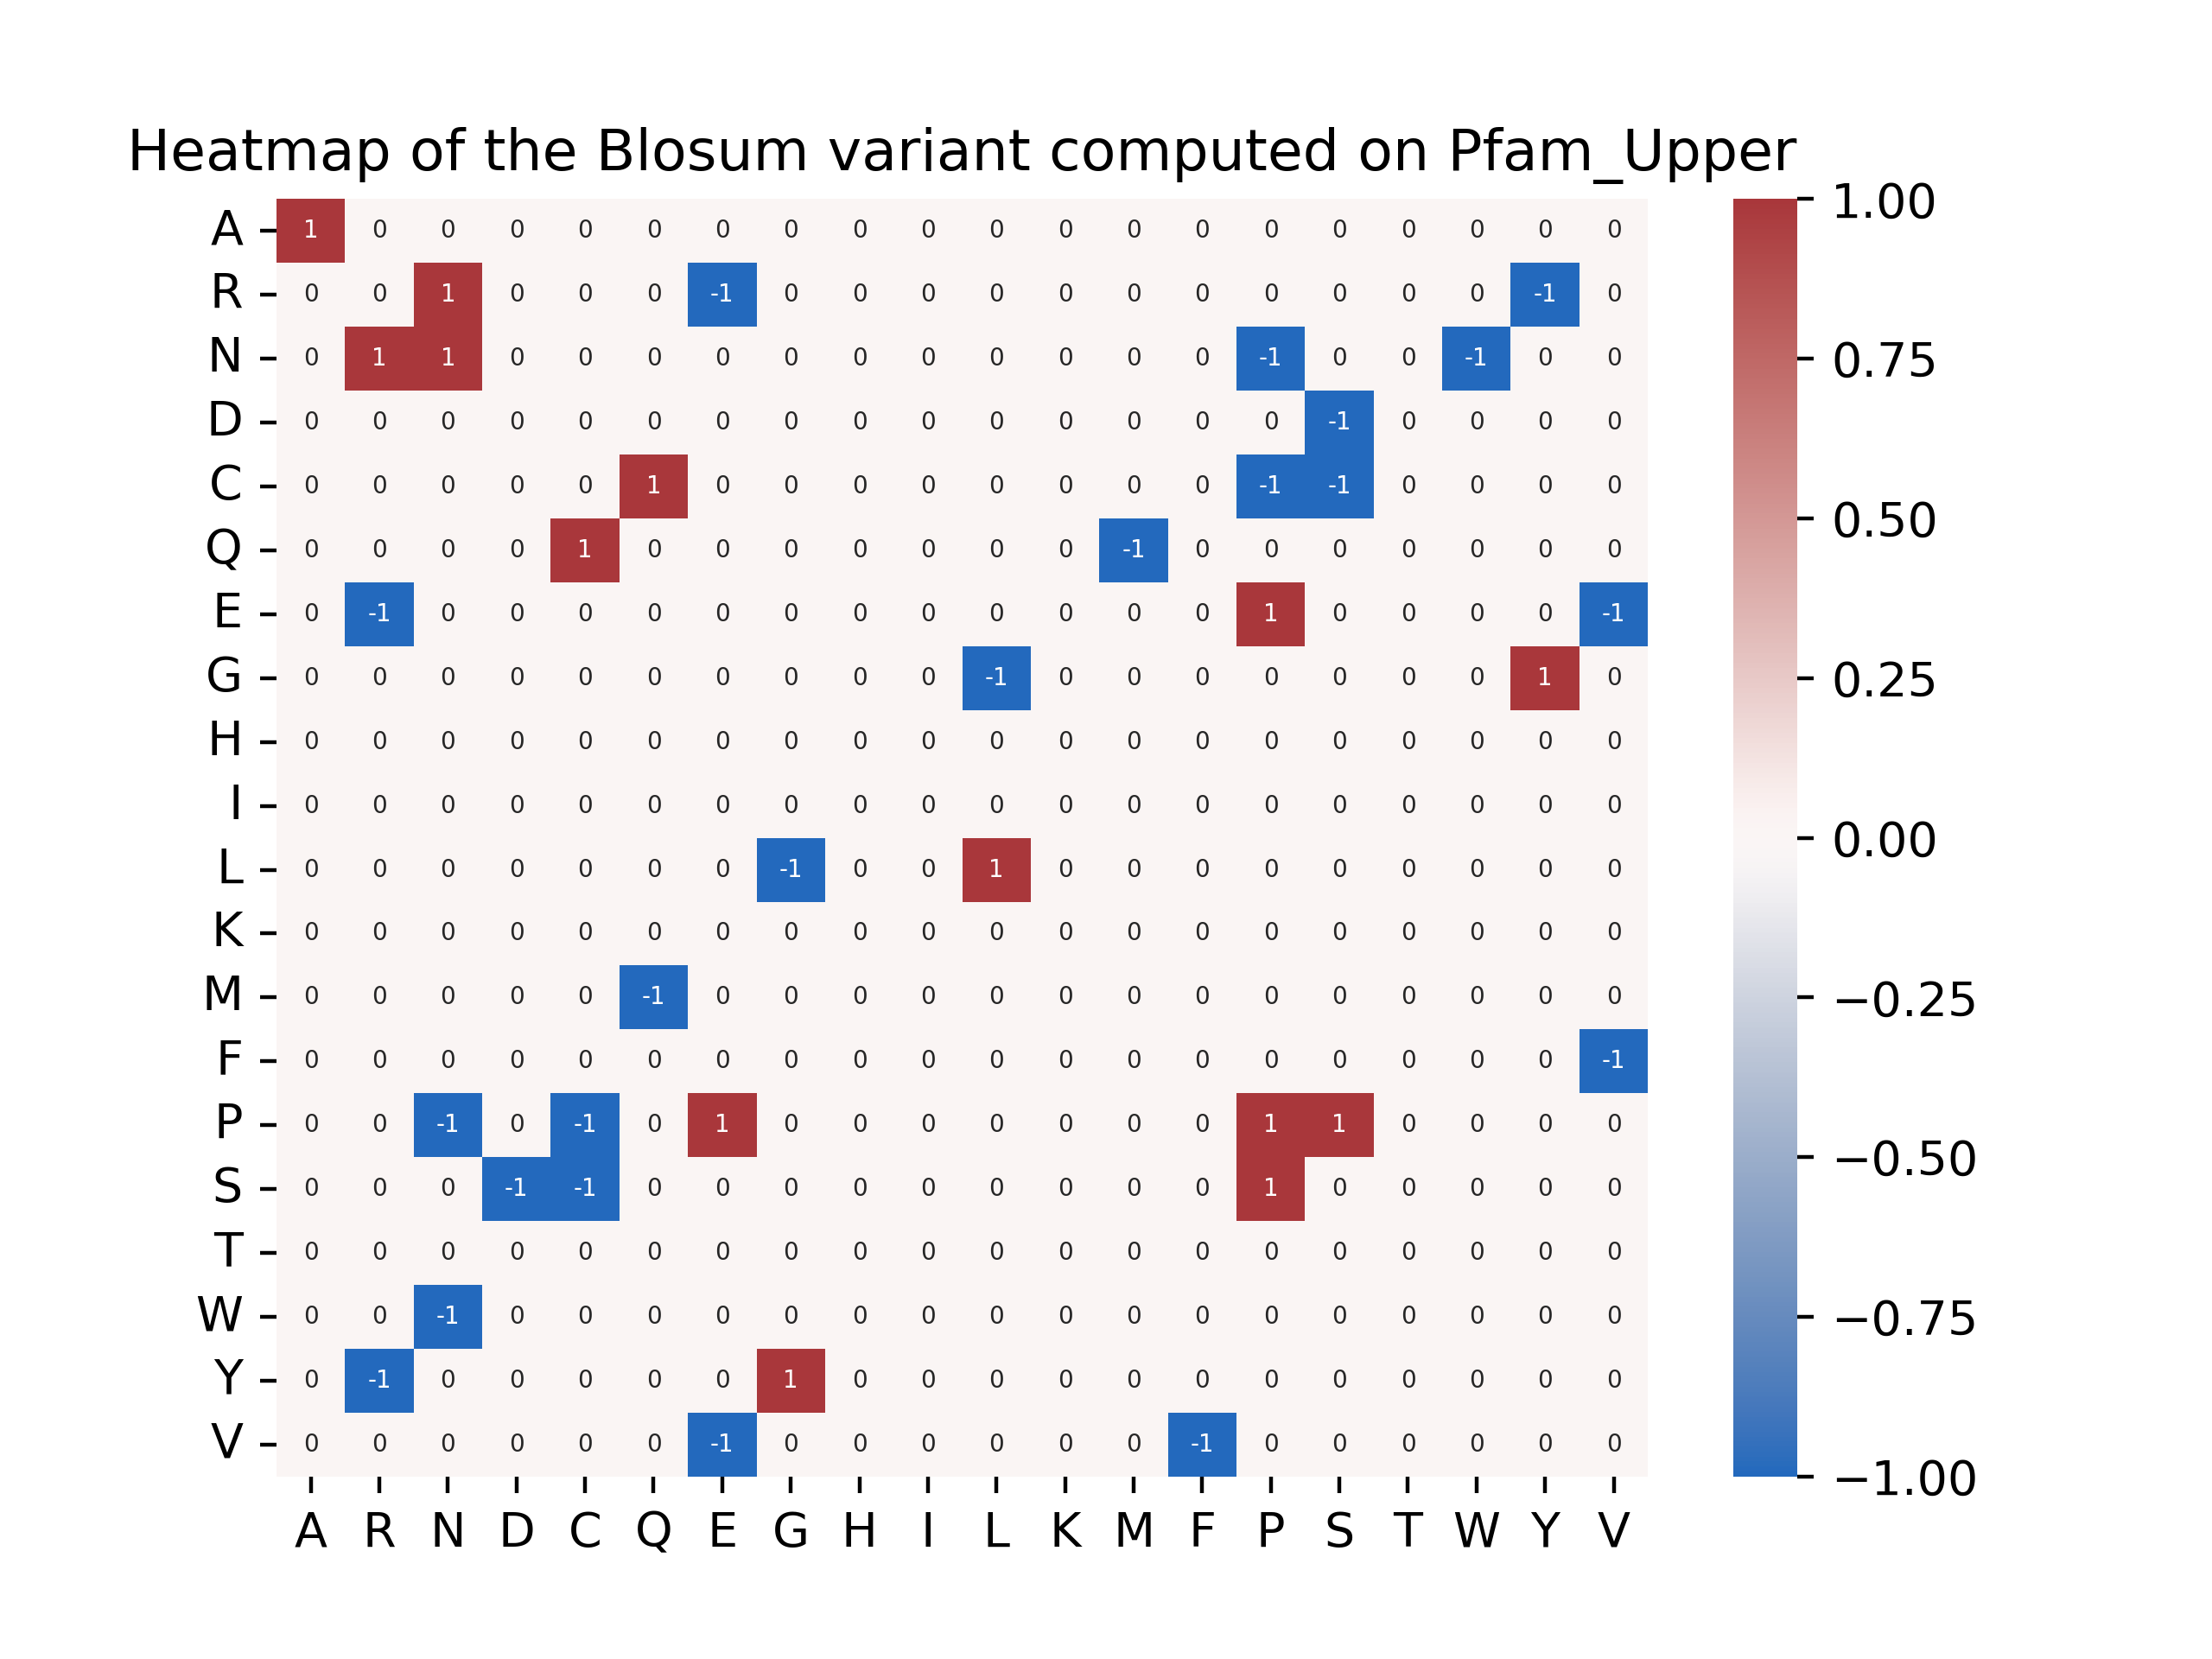 Heatmap of the Blosum variant computed on Pfam_Upper
A 1 0 0 0 0 0 0 0 0 0 0 0 0 0 0 0 0 0 0 0 1.00
R 0 0 1 0 0 0 -1 0 0 0 0 0 0 0 0 0 0 0 -1 0
N 0 1 1 0 0 0 0 0 0 0 0 0 0 0 -1 0 0 -1 0 0 0.75
D 0 0 0 0 0 0 0 0 0 0 0 0 0 0 0 -1 0 0 0 0
C 0 0 0 0 0 1 0 0 0 0 0 0 0 0 -1 -1 0 0 0 0 0.50
Q 0 0 0 0 1 0 0 0 0 0 0 0 -1 0 0 0 0 0 0 0
E 0 -1 0 0 0 0 0 0 0 0 0 0 0 0 1 0 0 0 0 -1
G 0 0 0 0 0 0 0 0 0 0 -1 0 0 0 0 0 0 0 1 0 0.25
H 0 0 0 0 0 0 0 0 0 0 0 0 0 0 0 0 0 0 0 0
I 0 0 0 0 0 0 0 0 0 0 0 0 0 0 0 0 0 0 0 0 0.00
L 0 0 0 0 0 0 0 -1 0 0 1 0 0 0 0 0 0 0 0 0
K 0 0 0 0 0 0 0 0 0 0 0 0 0 0 0 0 0 0 0 0
M 0 0 0 0 0 -1 0 0 0 0 0 0 0 0 0 0 0 0 0 0 −0.25
F 0 0 0 0 0 0 0 0 0 0 0 0 0 0 0 0 0 0 0 -1
P 0 0 -1 0 -1 0 1 0 0 0 0 0 0 0 1 1 0 0 0 0 −0.50
S 0 0 0 -1 -1 0 0 0 0 0 0 0 0 0 1 0 0 0 0 0
T 0 0 0 0 0 0 0 0 0 0 0 0 0 0 0 0 0 0 0 0
W 0 0 -1 0 0 0 0 0 0 0 0 0 0 0 0 0 0 0 0 0 −0.75
Y 0 -1 0 0 0 0 0 1 0 0 0 0 0 0 0 0 0 0 0 0
V 0 0 0 0 0 0 -1 0 0 0 0 0 0 -1 0 0 0 0 0 0 −1.00
A R N D C Q E G H I L K M F P S T W Y V